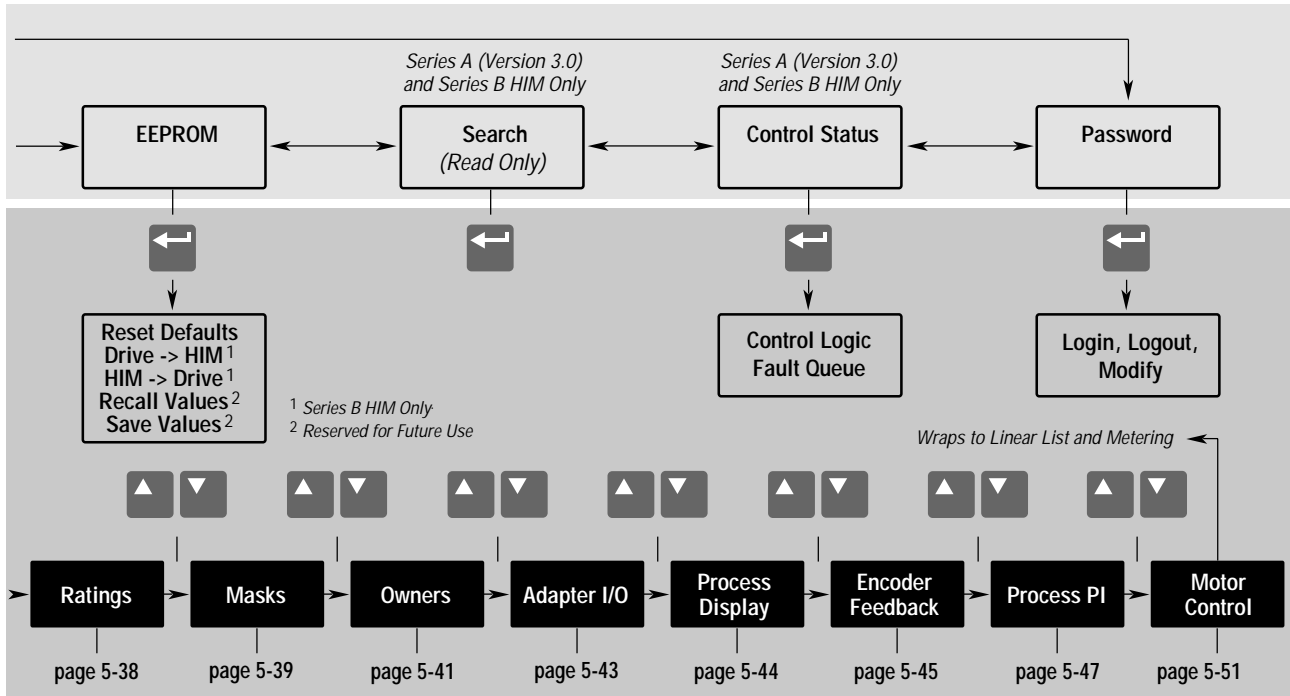 Series A (Version 3.0)
and Series B HIM Only
Series A (Version 3.0)
and Series B HIM Only
EEPROM
Search
(Read Only)
Control Status
Password
Reset Defaults
Drive -> HIM 1
HIM -> Drive 1
Recall Values 2
Save Values 2
1 Series B HIM Only
2 Reserved for Future Use
Control Logic
Fault Queue
Login, Logout,
Modify
Wraps to Linear List and Metering
Ratings
Masks
Owners
Adapter I/O
Process
Display
Encoder
Feedback
Process PI
Motor
Control
page 5-38
page 5-39
page 5-41
page 5-43
page 5-44
page 5-45
page 5-47
page 5-51